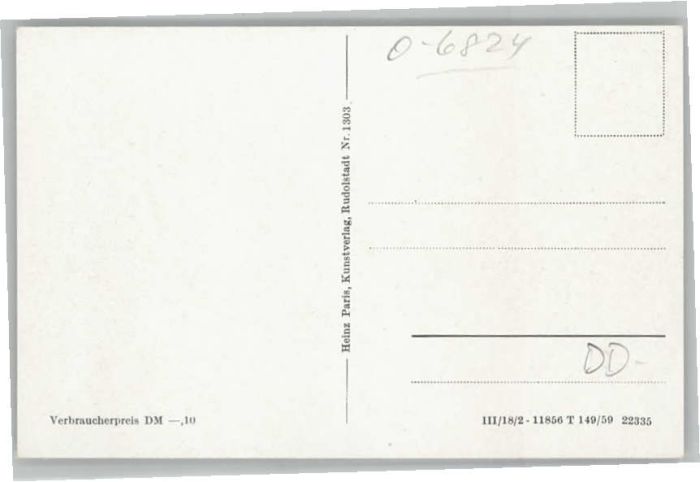 O-6824
Heinz Paris, Kunstverlag, Rudolstadt Nr. 1303
DD-
Verbraucherpreis DM —,10
III/18/2 - 11856 T 149/59 22335